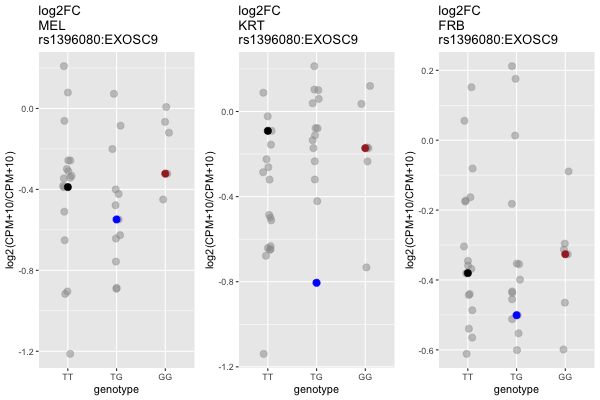 log2FC
MEL
rs1396080:EXOSC9
log2(CPM+10/CPM+10)
0.0
-0.4
-0.8
-1.2
TT TG GG
genotype
log2FC
KRT
rs1396080:EXOSC9
log2(CPM+10/CPM+10)
0.0
-0.4
-0.8
-1.2
TT TG GG
genotype
log2FC
FRB
rs1396080:EXOSC9
log2(CPM+10/CPM+10)
0.2
0.0
-0.2
-0.4
-0.6
TT TG GG
genotype